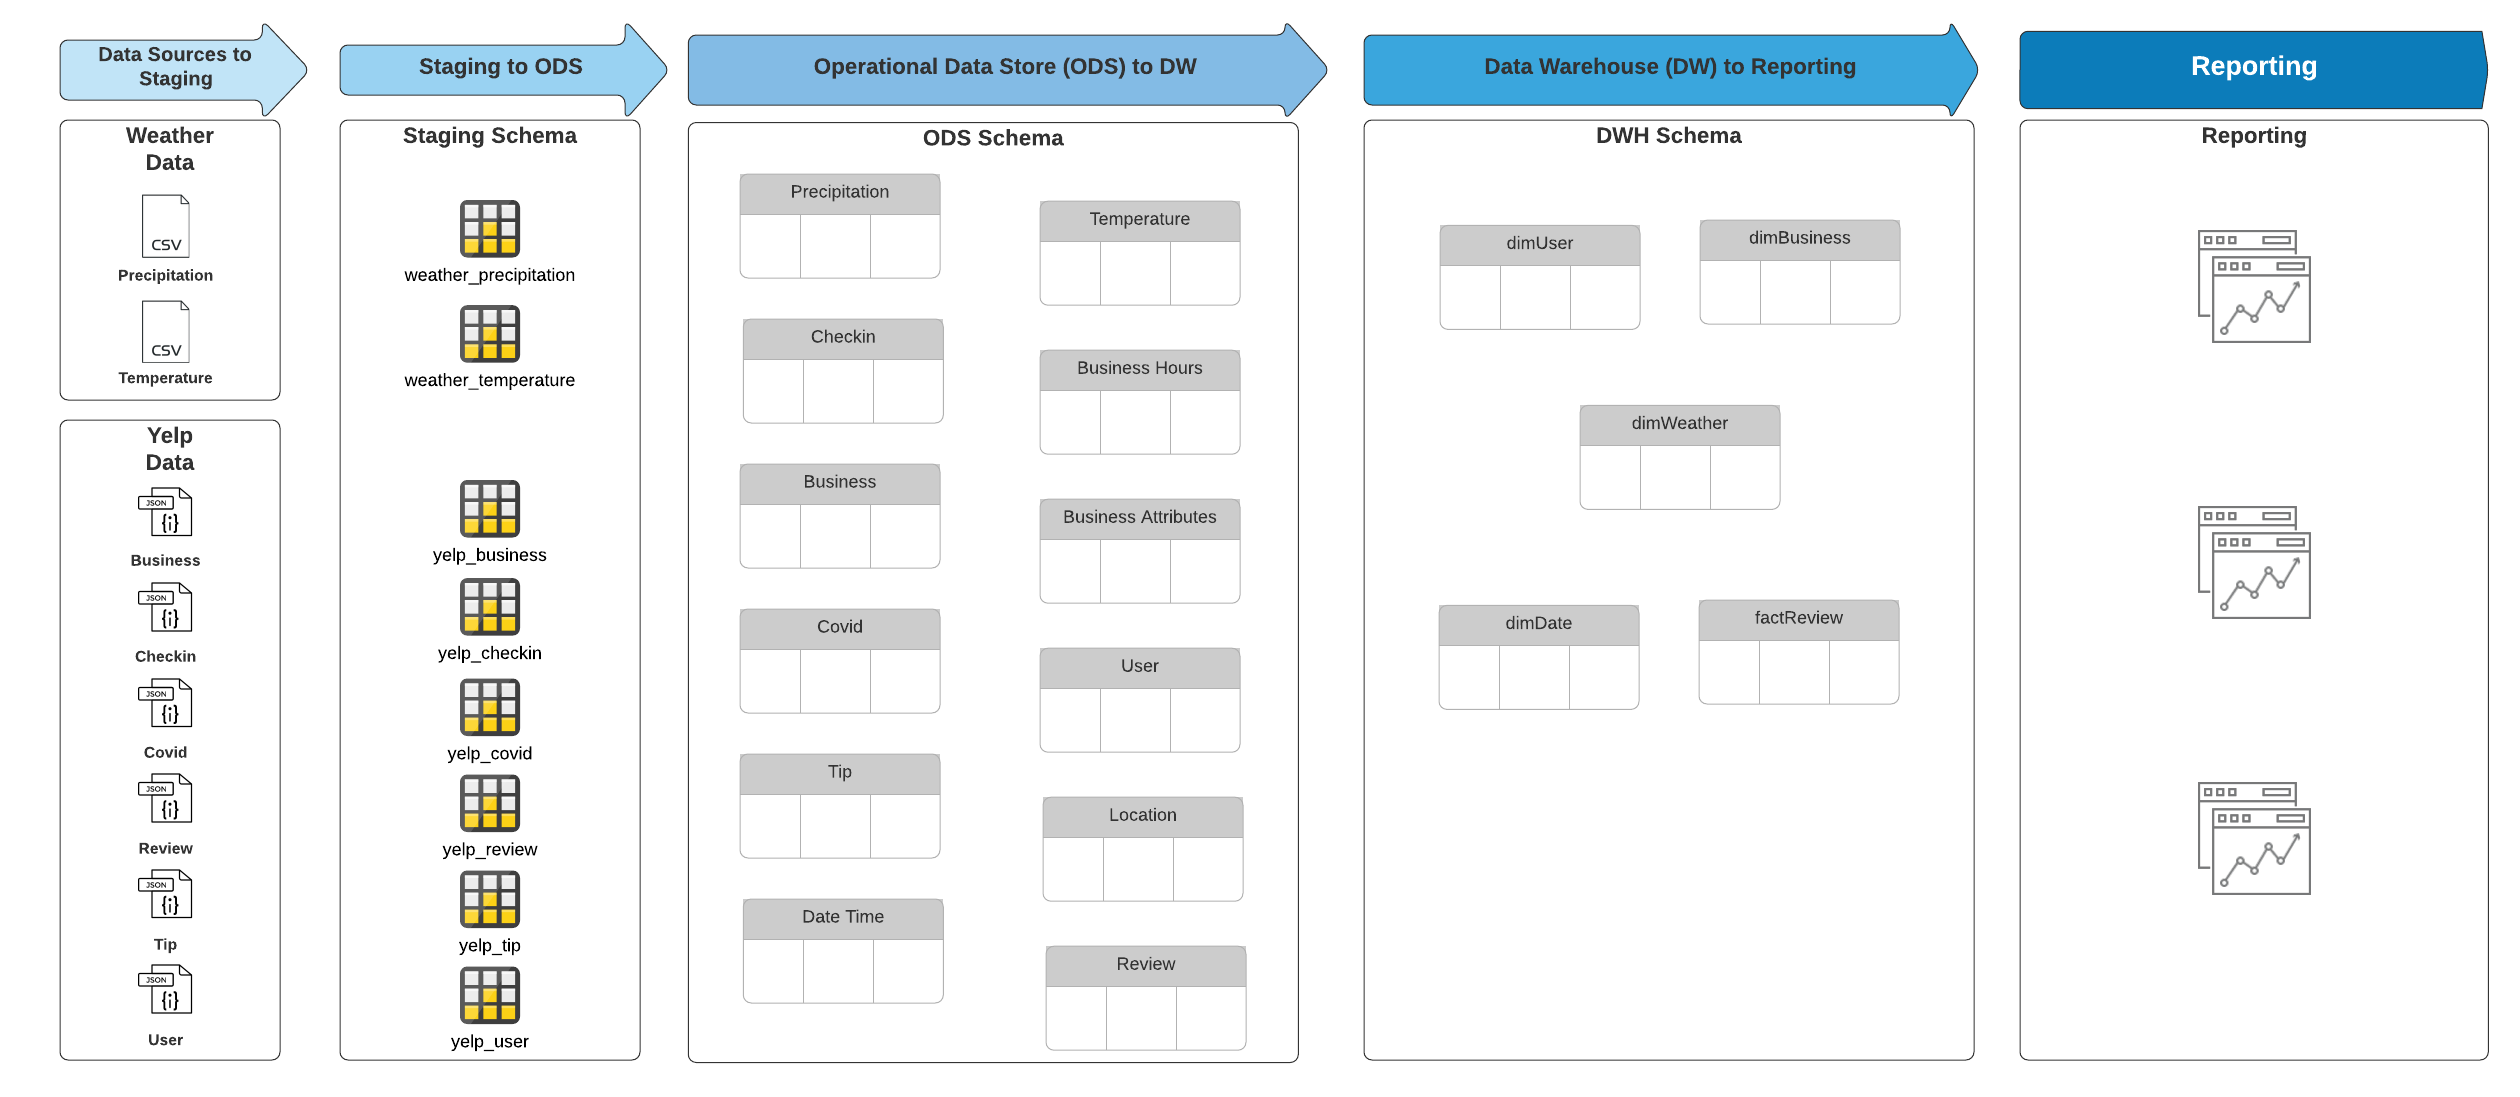 Data Sources to
Staging
Staging to ODS
Operational Data Store (ODS) to DW
Data Warehouse (DW) to Reporting
Reporting
Weather
Data
CSV
Precipitation
CSV
Temperature
Yelp
Data
JSON
{i}
Business
JSON
{i}
Checkin
JSON
{i}
Covid
JSON
{i}
Review
JSON
{i}
Tip
JSON
{i}
User
Staging Schema
weather_precipitation
weather_temperature
yelp_business
yelp_checkin
yelp_covid
yelp_review
yelp_tip
yelp_user
ODS Schema
Precipitation
Temperature
Checkin
Business Hours
Business
Business Attributes
Covid
User
Tip
Location
Date Time
Review
DWH Schema
dimUser
dimBusiness
dimWeather
dimDate
factReview
Reporting